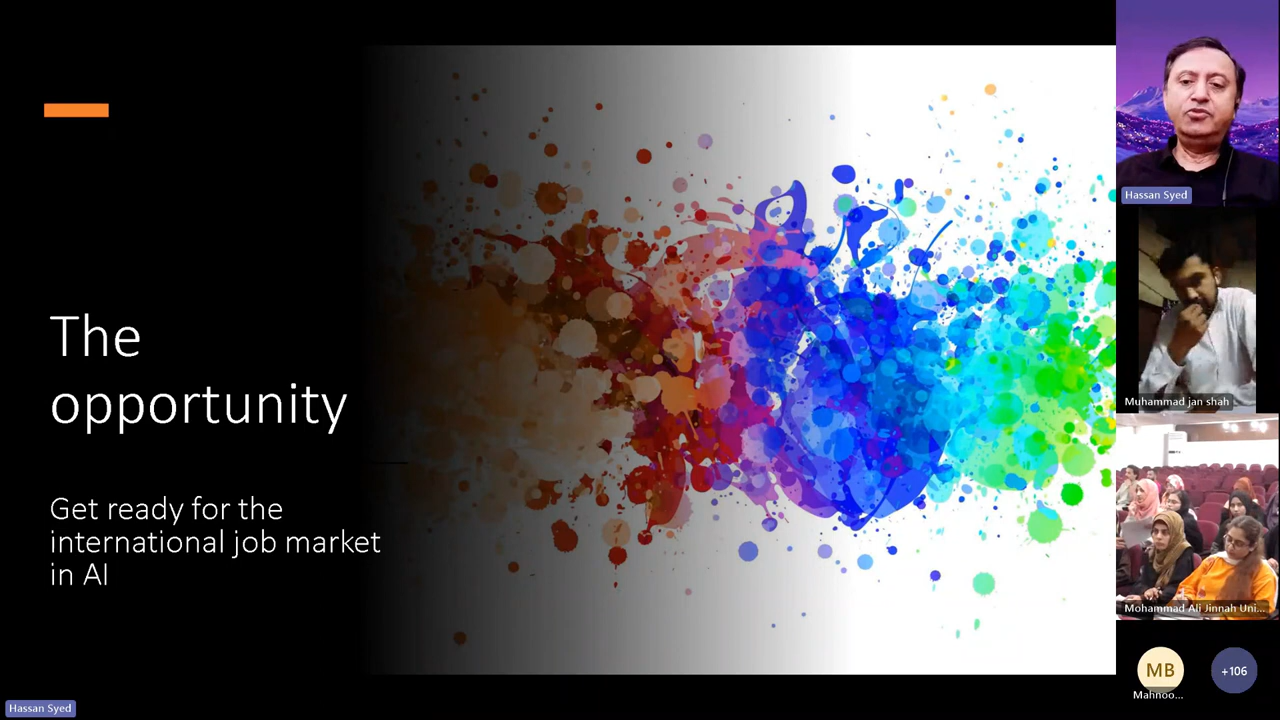 The
opportunity
Get ready for the
international job market
in AI
Hassan Syed
Hassan Syed
Muhammad jan shah
Mohammad Ali Jinnah Uni...
MB
Mahnoo...
+106